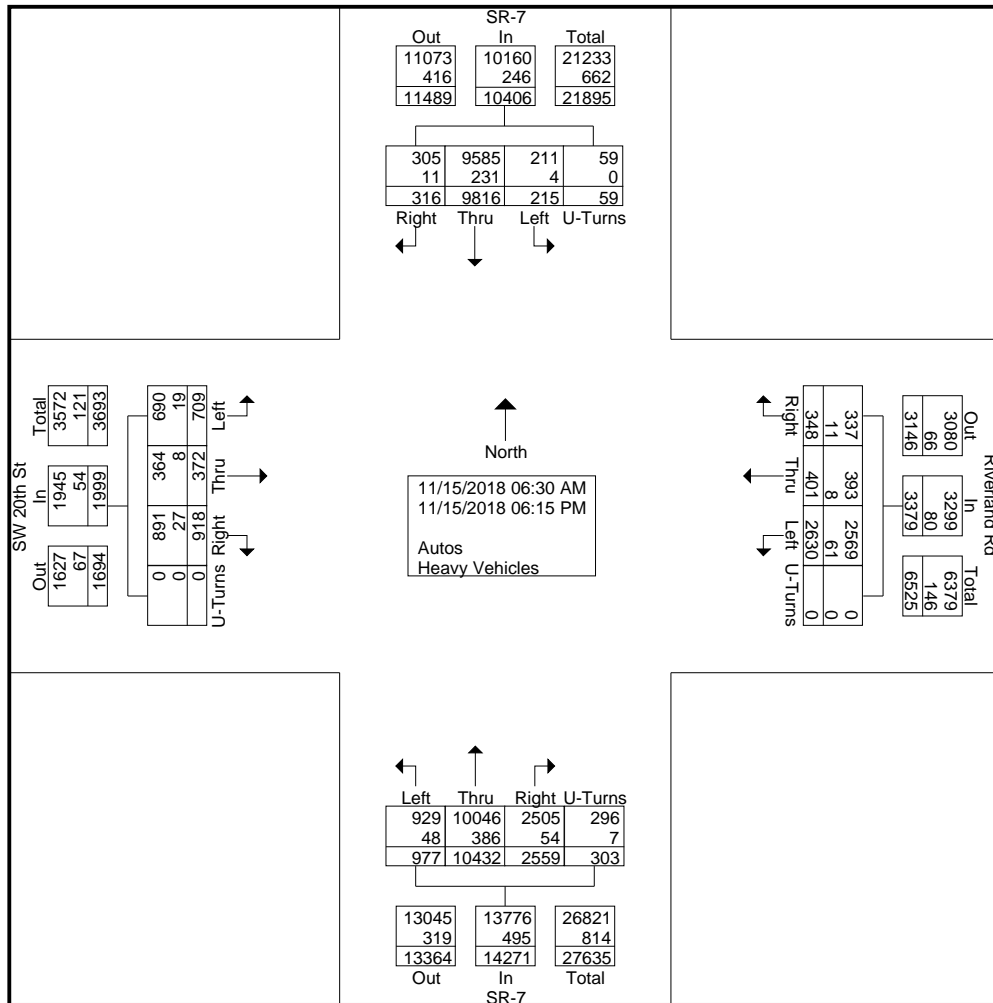 SR-7
Out In Total
11073 10160 21233
416 246 662
11489 10406 21895
305 9585 211 59
11 231 4 0
316 9816 215 59
Right Thru Left U-Turns
SW 20th St
Total In Out
3572 1945 1627
121 54 67
3693 1999 1694
690 364 891 0
19 8 27 0
709 372 918 0
Left Thru Right U-Turns
North
11/15/2018 06:30 AM
11/15/2018 06:15 PM
Autos
Heavy Vehicles
Riverland Rd
Out In Total
3080 3299 6379
66 80 146
3146 3379 6525
337 393 2569 0
11 8 61 0
348 401 2630 0
Right Thru Left U-Turns
Left Thru Right U-Turns
929 10046 2505 296
48 386 54 7
977 10432 2559 303
13045 13776 26821
319 495 814
13364 14271 27635
Out In Total
SR-7